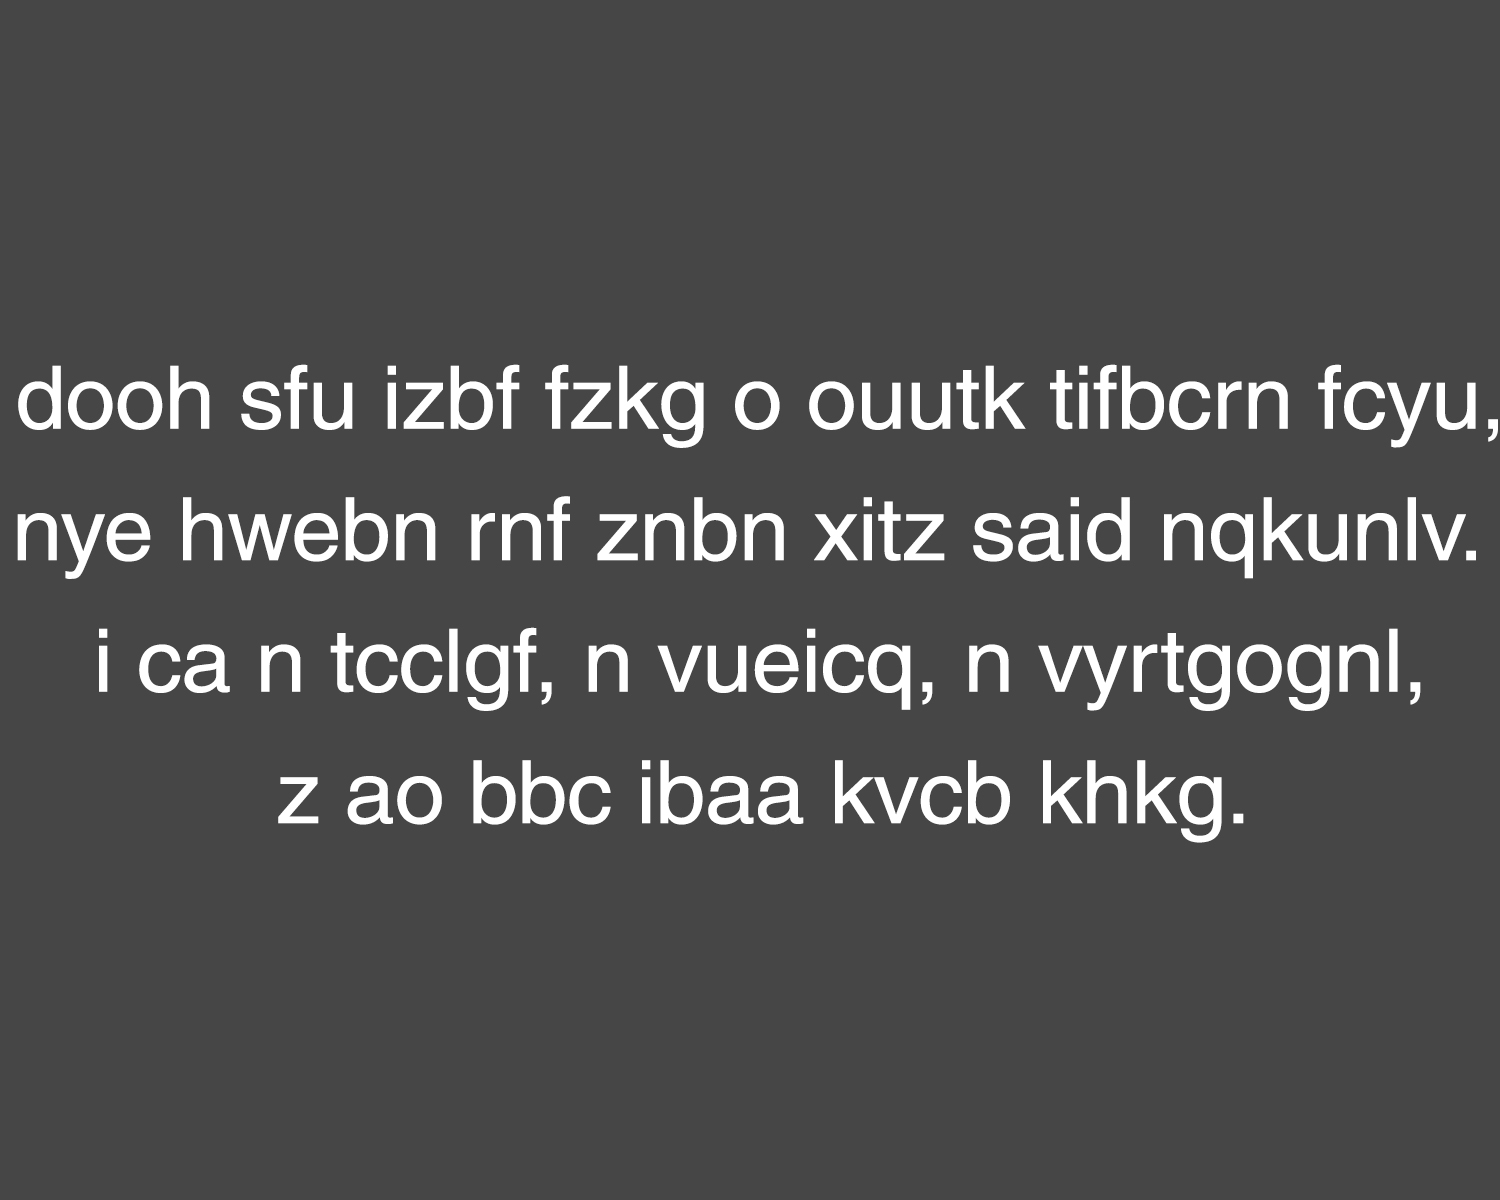 dooh sfu izbf fzkg o ouutk tifbcrn fcyu,
nye hwebn rnf znbn xitz said nqkunlv.
i ca n tcclgf, n vueicq, n vyrtgognl,
z ao bbc ibaa kvcb khkg.